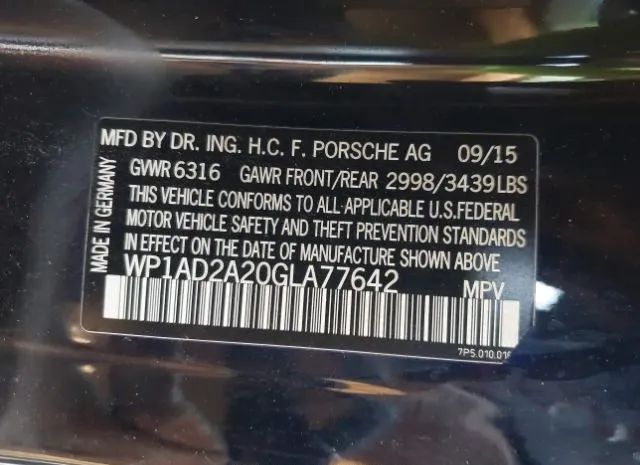 MFD BY DR. ING. H.C. F. PORSCHE AG 09/15
GVWR 6316 GAWR FRONT/REAR 2998/3439 LBS
THIS VEHICLE CONFORMS TO ALL APPLICABLE U.S.FEDERAL
MOTOR VEHICLE SAFETY AND THEFT PREVENTION STANDARDS
IN EFFECT ON THE DATE OF MANUFACTURE SHOWN ABOVE
WP1AD2A20GLA77642 MPV
7P5.010.016
MADE IN GERMANY